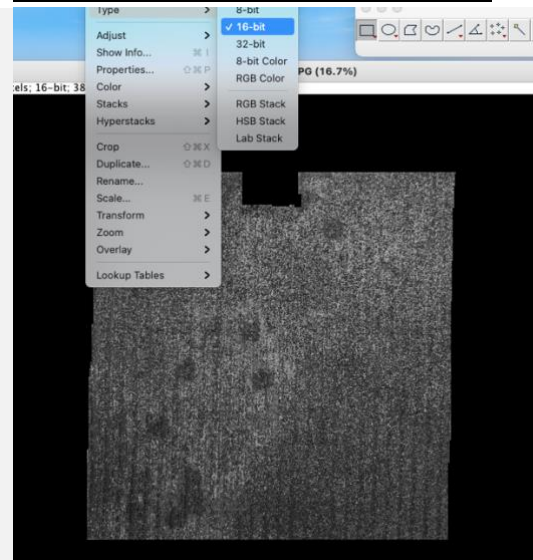 Type >
8-bit
✓ 16-bit
32-bit
8-bit Color
RGB Color
RGB Stack
HSB Stack
Lab Stack
PG (16.7%)
els; 16-bit; 38
Adjust >
Show Info... ⌘ I
Properties... ⇧⌘P
Color >
Stacks >
Hyperstacks >
Crop ⇧⌘X
Duplicate... ⇧⌘D
Rename...
Scale... ⌘E
Transform >
Zoom >
Overlay >
Lookup Tables >